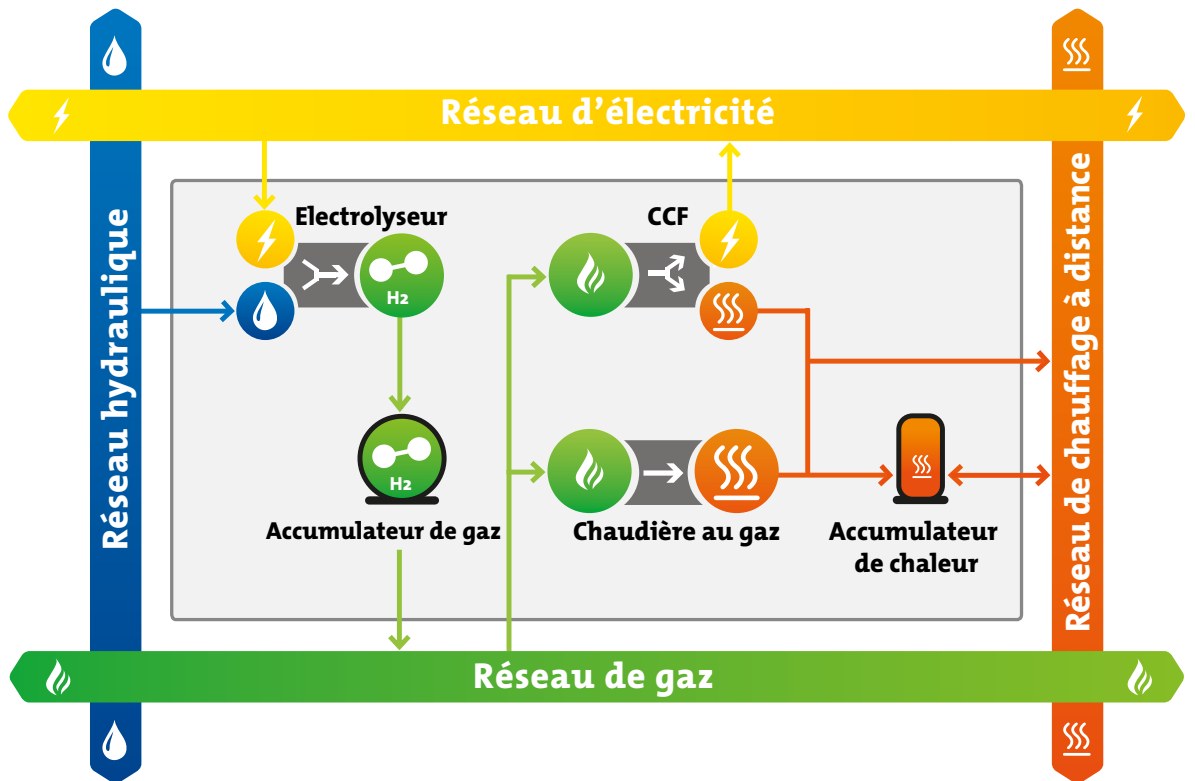 Réseau d’électricité
Réseau hydraulique
Réseau de chauffage à distance
Electrolyseur
CCF
H2
H2
Accumulateur de gaz
Chaudière au gaz
Accumulateur
de chaleur
Réseau de gaz